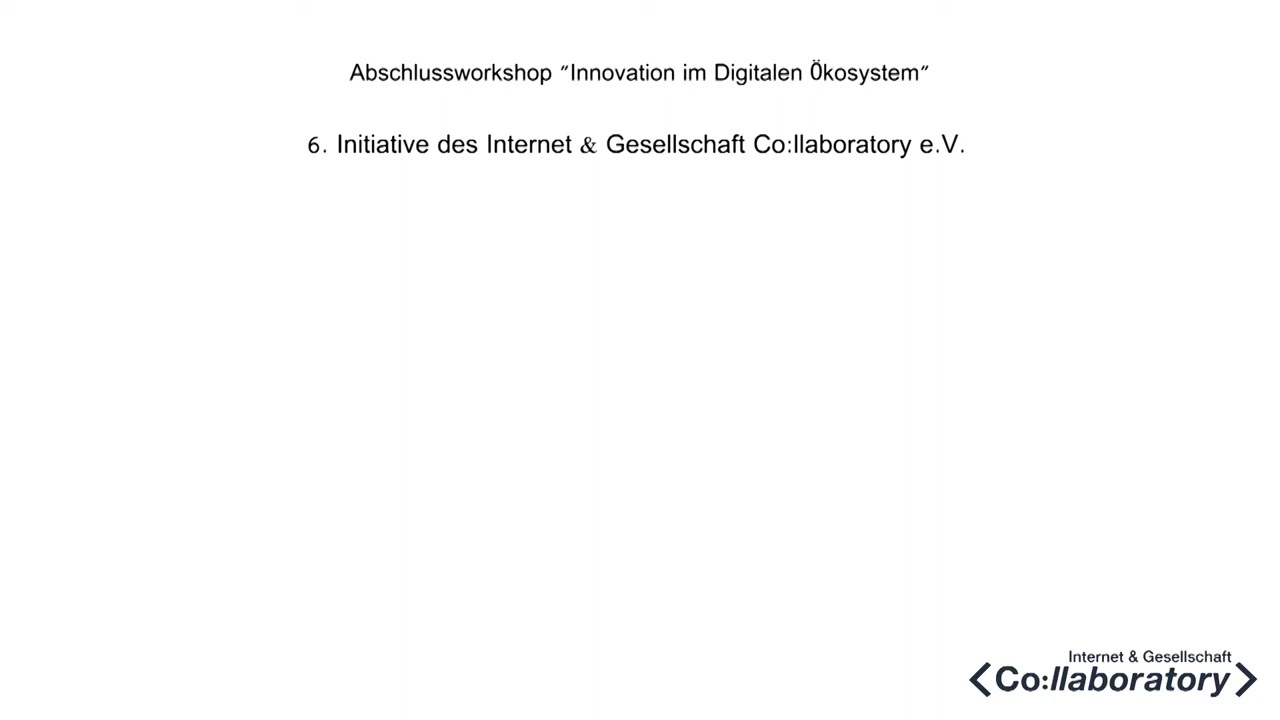 Abschlussworkshop "Innovation im Digitalen Ökosystem"
6. Initiative des Internet & Gesellschaft Co:llaboratory e.V.
Internet & Gesellschaft
<Co:llaboratory>